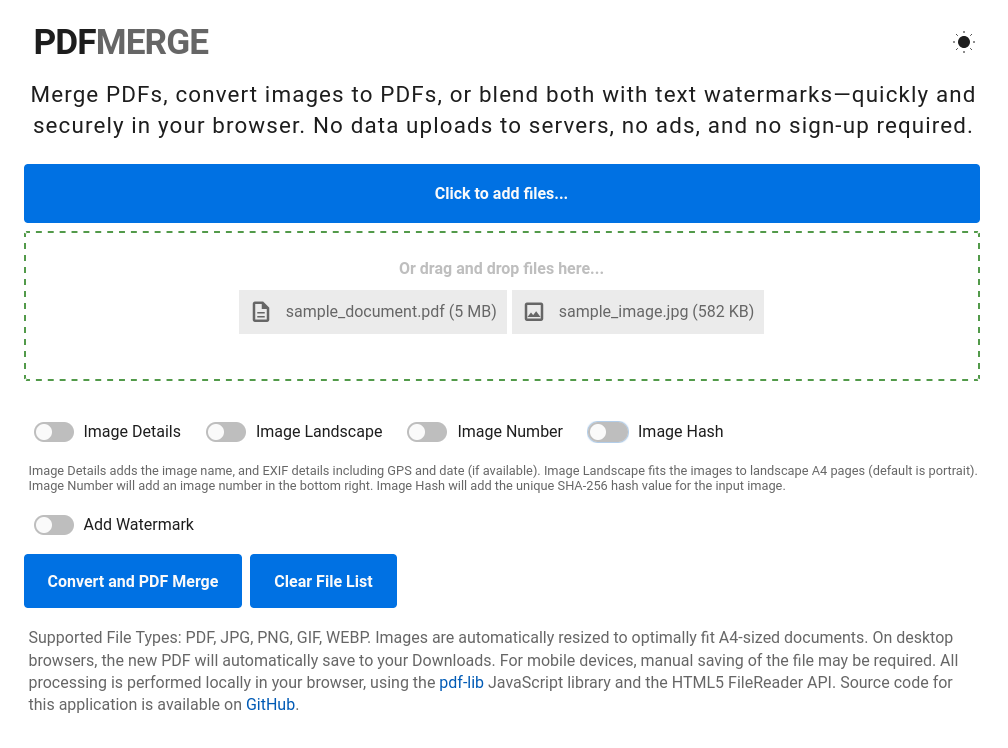 PDFMERGE
Merge PDFs, convert images to PDFs, or blend both with text watermarks—quickly and
securely in your browser. No data uploads to servers, no ads, and no sign-up required.
Click to add files...
Or drag and drop files here...
sample_document.pdf (5 MB) sample_image.jpg (582 KB)
Image Details Image Landscape Image Number Image Hash
Image Details adds the image name, and EXIF details including GPS and date (if available). Image Landscape fits the images to landscape A4 pages (default is portrait).
Image Number will add an image number in the bottom right. Image Hash will add the unique SHA-256 hash value for the input image.
Add Watermark
Convert and PDF Merge Clear File List
Supported File Types: PDF, JPG, PNG, GIF, WEBP. Images are automatically resized to optimally fit A4-sized documents. On desktop
browsers, the new PDF will automatically save to your Downloads. For mobile devices, manual saving of the file may be required. All
processing is performed locally in your browser, using the pdf-lib JavaScript library and the HTML5 FileReader API. Source code for
this application is available on GitHub.